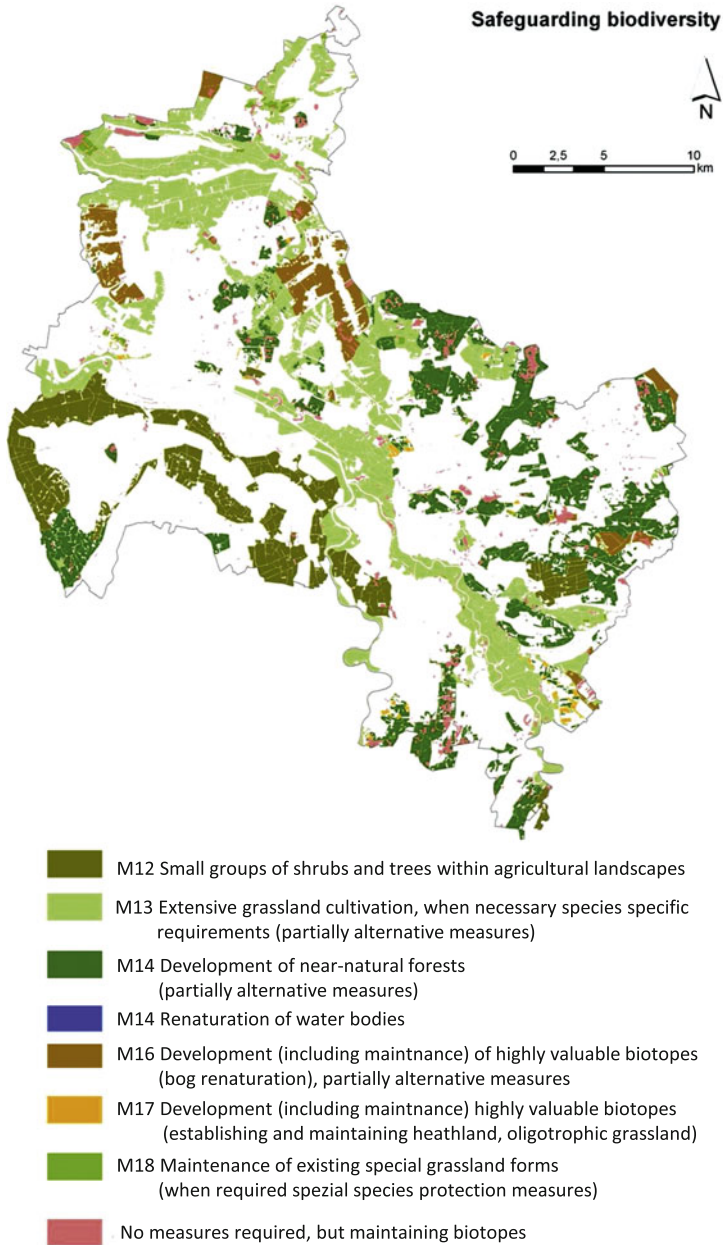 Safeguarding biodiversity
N
0 2,5 5 10
km
M12 Small groups of shrubs and trees within agricultural landscapes
M13 Extensive grassland cultivation, when necessary species specific
requirements (partially alternative measures)
M14 Development of near-natural forests
(partially alternative measures)
M14 Renaturation of water bodies
M16 Development (including maintnance) of highly valuable biotopes
(bog renaturation), partially alternative measures
M17 Development (including maintnance) highly valuable biotopes
(establishing and maintaining heathland, oligotrophic grassland)
M18 Maintenance of existing special grassland forms
(when required spezial species protection measures)
No measures required, but maintaining biotopes